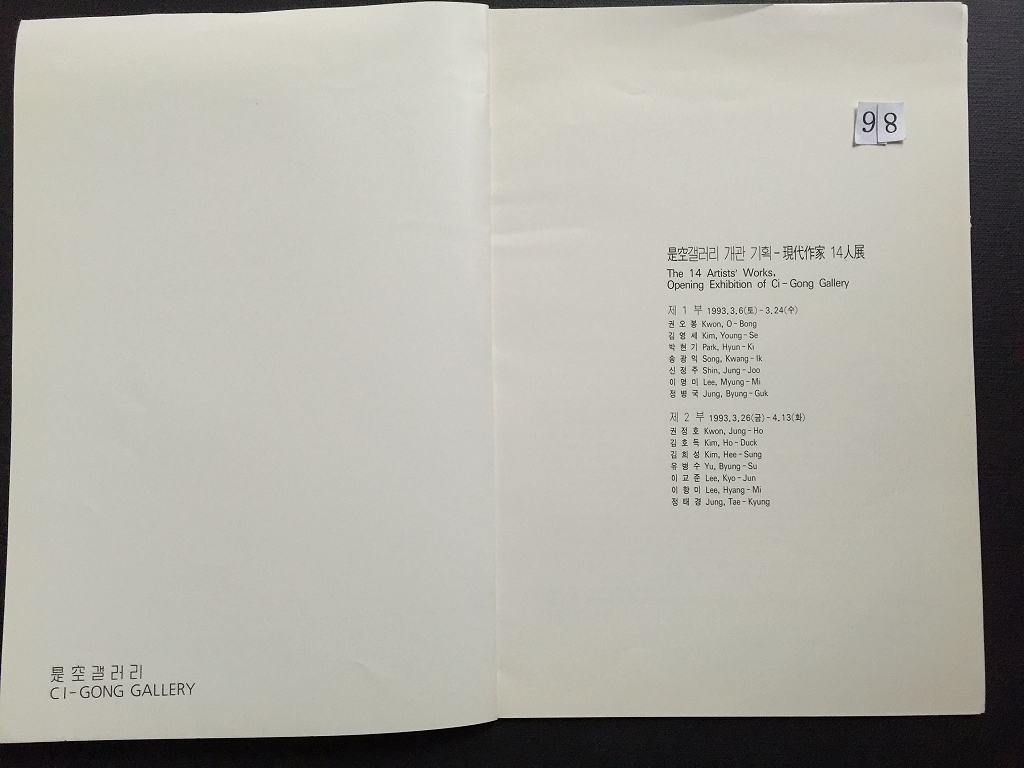 是空갤러리
CI-GONG GALLERY
98
是空갤러리 개관 기획-現代作家 14人展
The 14 Artists' Works.
Opening Exhibition of Ci-Gong Gallery
제 1 부 1993.3.6(토)-3.24(수)
권 오 봉 Kwon, O-Bong
김 영 세 Kim, Young-Se
박 현 기 Park, Hyun-Ki
송 광 익 Song, Kwang-Ik
신 정 주 Shin, Jung-Joo
이 명 미 Lee, Myung-Mi
정 병 국 Jung, Byung-Guk
제 2 부 1993.3.26(금)-4.13(화)
권 정 호 Kwon, Jung-Ho
김 호 득 Kim, Ho-Duck
김 희 성 Kim, Hee-Sung
유 병 수 Yu, Byung-Su
이 교 준 Lee, Kyo-Jun
이 향 미 Lee, Hyang-Mi
정 태 경 Jung, Tae-Kyung